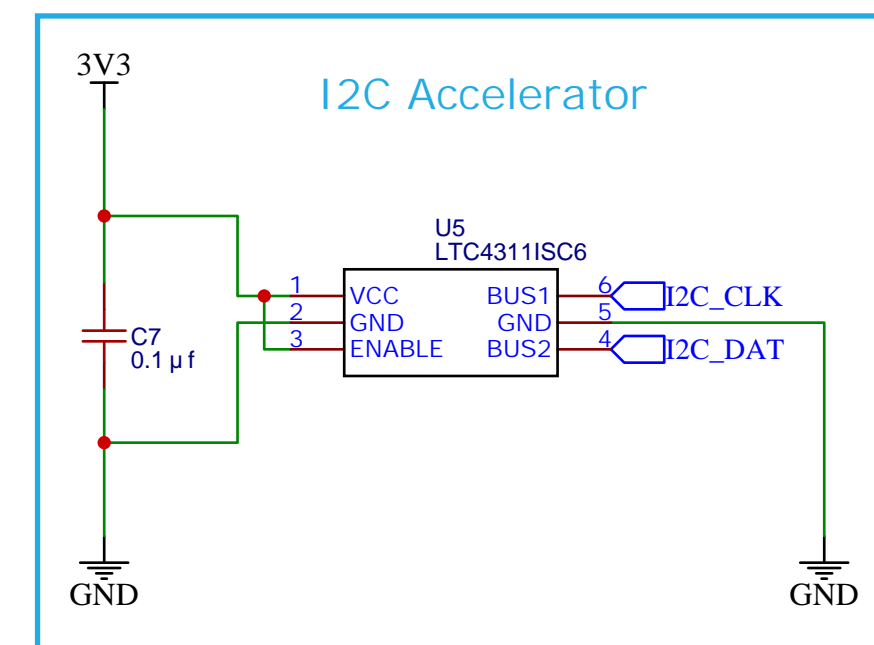 3V3
I2C Accelerator
U5
LTC4311ISC6
1 VCC BUS1 6 I2C_CLK
2 GND GND 5
3 ENABLE BUS2 4 I2C_DAT
C7
0.1 µf
GND
GND